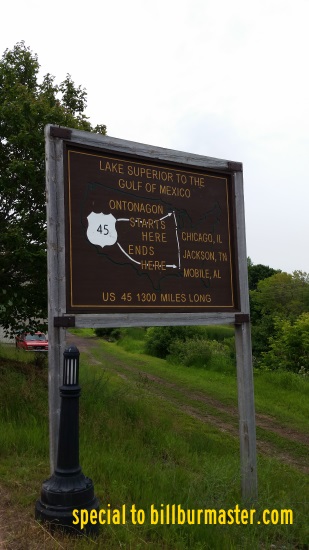 LAKE SUPERIOR TO THE
GULF OF MEXICO
ONTONAGON
STARTS
HERE
ENDS
HERE
45
CHICAGO, IL
JACKSON, TN
MOBILE, AL
US 45 1300 MILES LONG
special to billburmaster.com